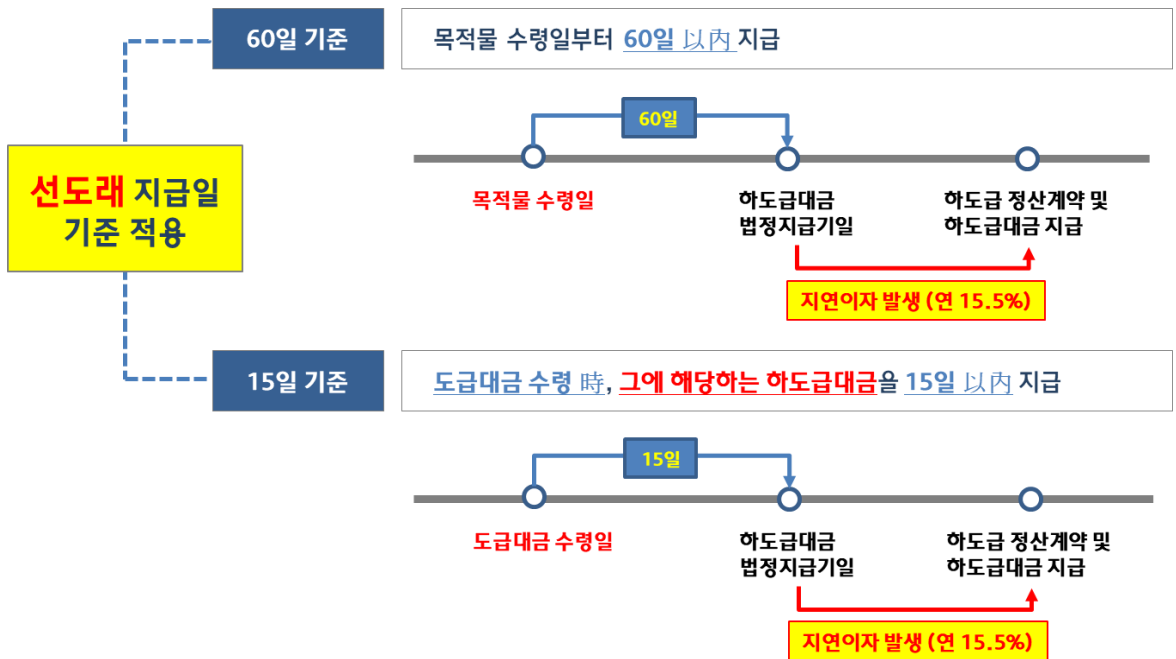 60일 기준
목적물 수령일부터 60일 以內 지급
60일
목적물 수령일
하도급대금
법정지급기일
하도급 정산계약 및
하도급대금 지급
지연이자 발생 (연 15.5%)
선도래 지급일
기준 적용
15일 기준
도급대금 수령 時, 그에 해당하는 하도급대금을 15일 以內 지급
15일
도급대금 수령일
하도급대금
법정지급기일
하도급 정산계약 및
하도급대금 지급
지연이자 발생 (연 15.5%)